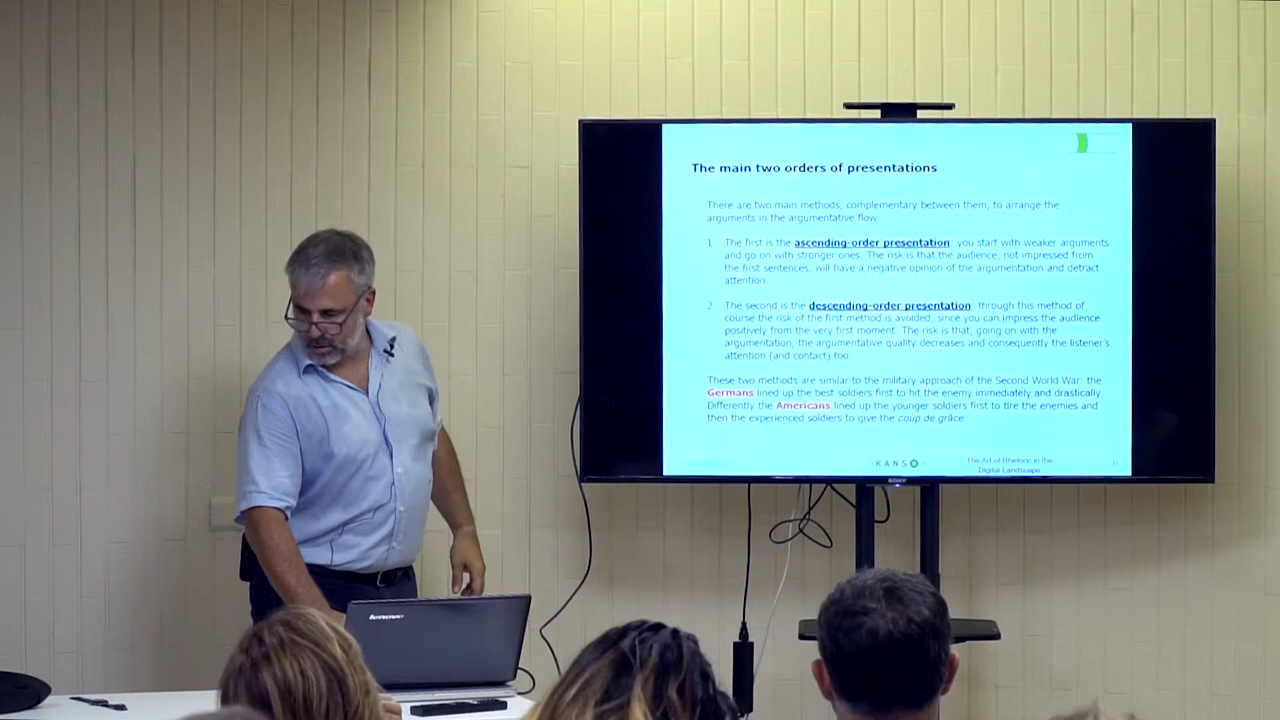 The main two orders of presentations
There are two main methods, complementary between them, to arrange the
arguments in the argumentative flow.
1. The first is the ascending-order presentation: you start with weaker arguments
and go on with stronger ones. The risk is that the audience, not impressed from
the first sentences, will have a negative opinion of the argumentation and detract
attention.
2. The second is the descending-order presentation: through this method of
course the risk of the first method is avoided, since you can impress the audience
positively from the very first moment. The risk is that, going on with the
argumentation, the argumentative quality decreases and consequently the listener's
attention (and contact) too.
These two methods are similar to the military approach of the Second World War: the
Germans lined up the best soldiers first to hit the enemy immediately and drastically.
Differently the Americans lined up the younger soldiers first to tire the enemies and
then the experienced soldiers to give the coup de grâce.
KANSO
The Art of Rhetoric in the
Digital Landscape
SONY
lenovo